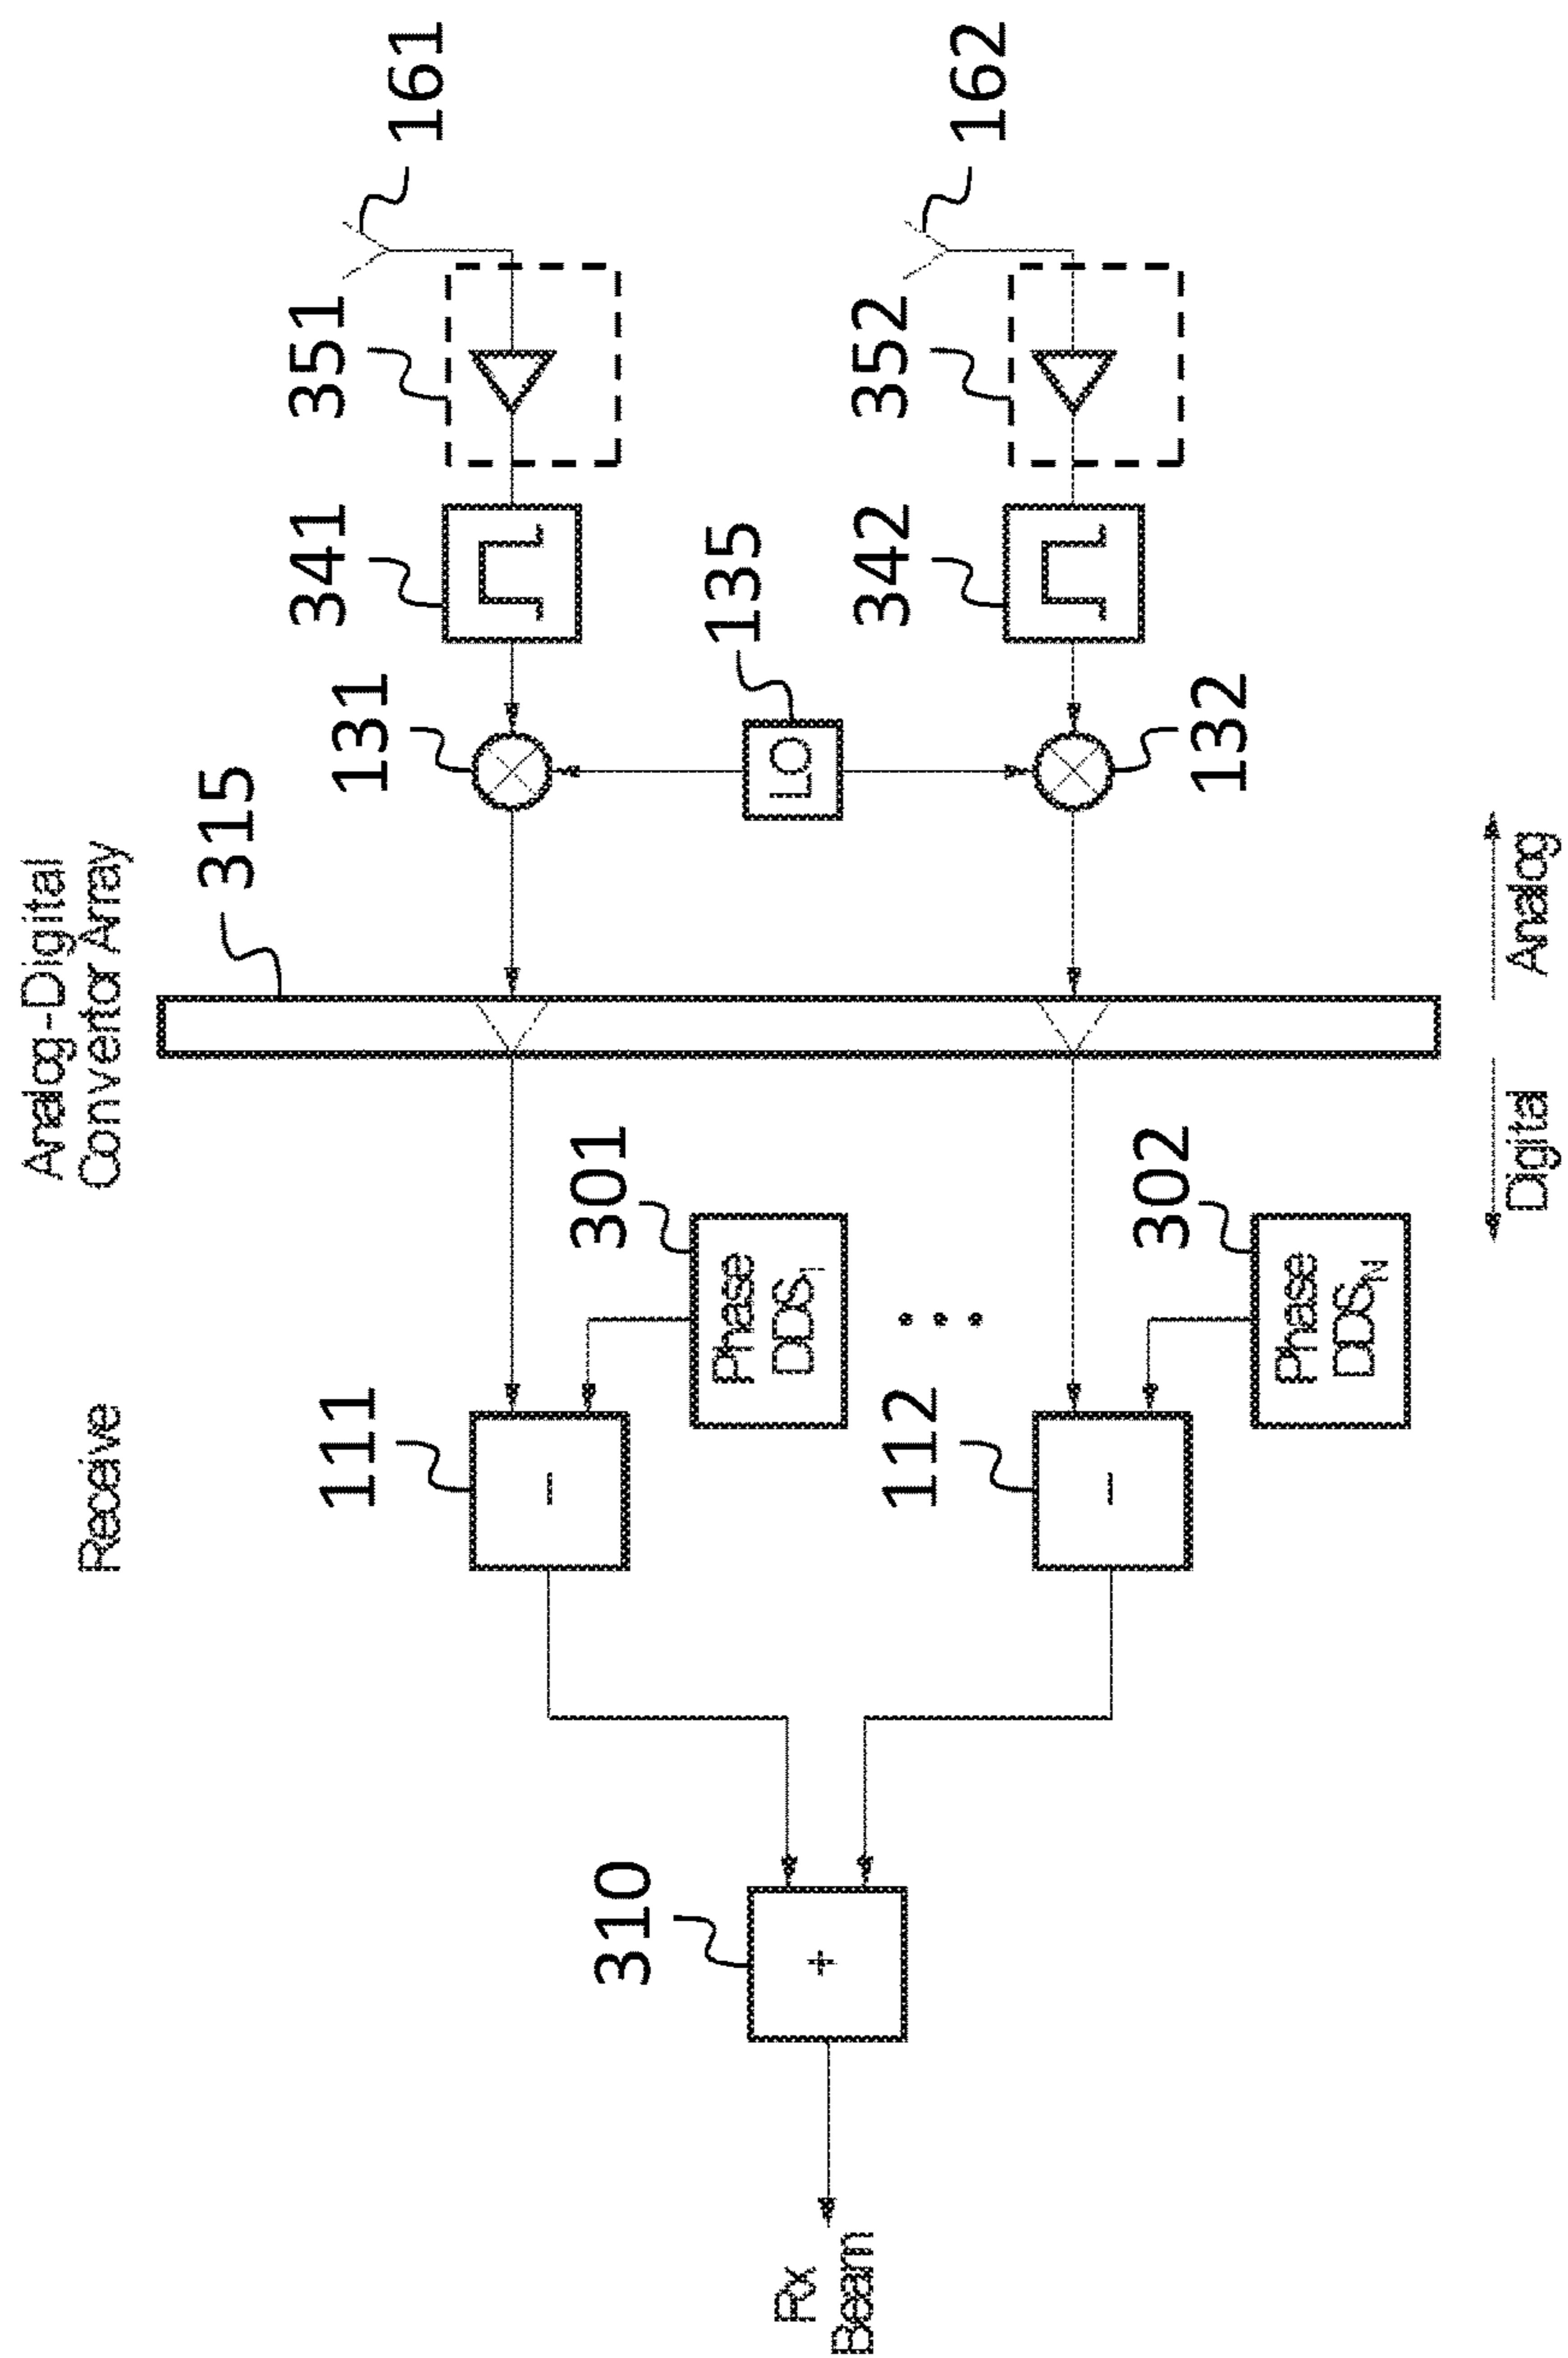 Receive
Analog-Digital
Convertor Array
315
111
131
341
351
161
-
301
Phase
DDS₁
310
+
Rx
Beam
135
LO
112
342
352
162
-
302
Phase
DDS_N
132
Digital
Analog